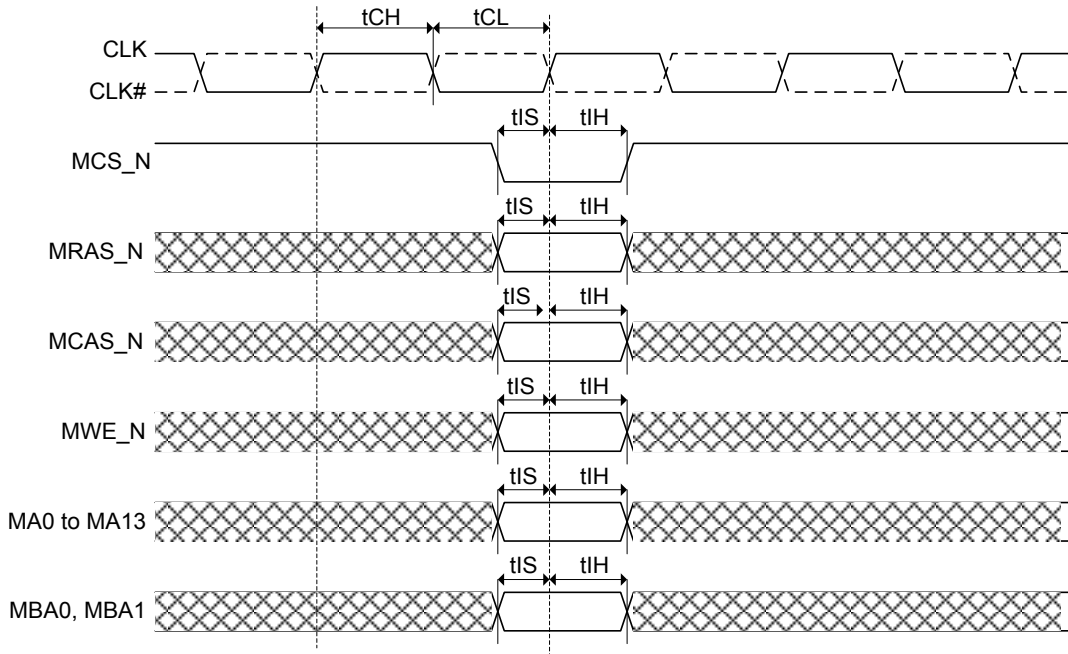 tCH tCL
CLK
CLK#
tIS tIH
MCS_N
tIS tIH
MRAS_N
tIS tIH
MCAS_N
tIS tIH
MWE_N
tIS tIH
MA0 to MA13
tIS tIH
MBA0, MBA1